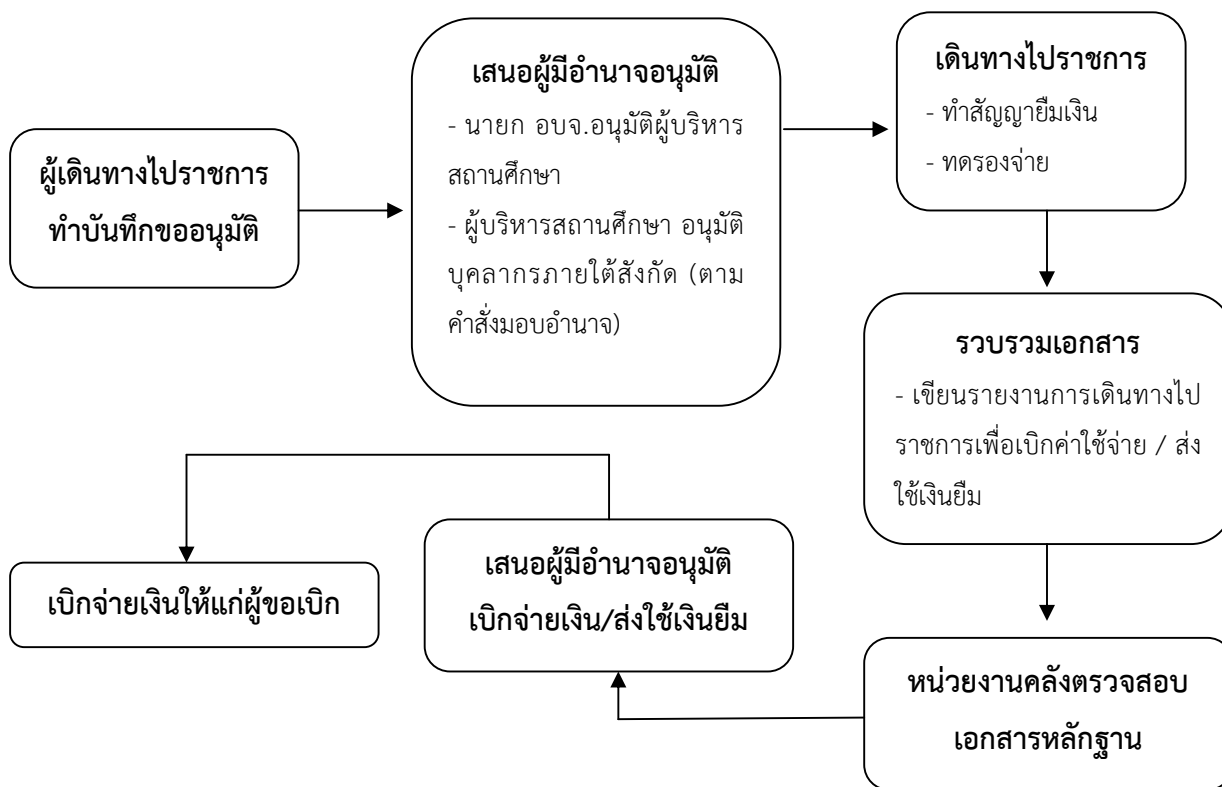 ผู้เดินทางไปราชการ
ทำบันทึกขออนุมัติ
เสนอผู้มีอำนาจอนุมัติ
- นายก อบจ.อนุมัติผู้บริหาร
สถานศึกษา
- ผู้บริหารสถานศึกษา อนุมัติ
บุคลากรภายใต้สังกัด (ตาม
คำสั่งมอบอำนาจ)
เดินทางไปราชการ
- ทำสัญญายืมเงิน
- ทดรองจ่าย
รวบรวมเอกสาร
- เขียนรายงานการเดินทางไป
ราชการเพื่อเบิกค่าใช้จ่าย / ส่ง
ใช้เงินยืม
หน่วยงานคลังตรวจสอบ
เอกสารหลักฐาน
เสนอผู้มีอำนาจอนุมัติ
เบิกจ่ายเงิน/ส่งใช้เงินยืม
เบิกจ่ายเงินให้แก่ผู้ขอเบิก